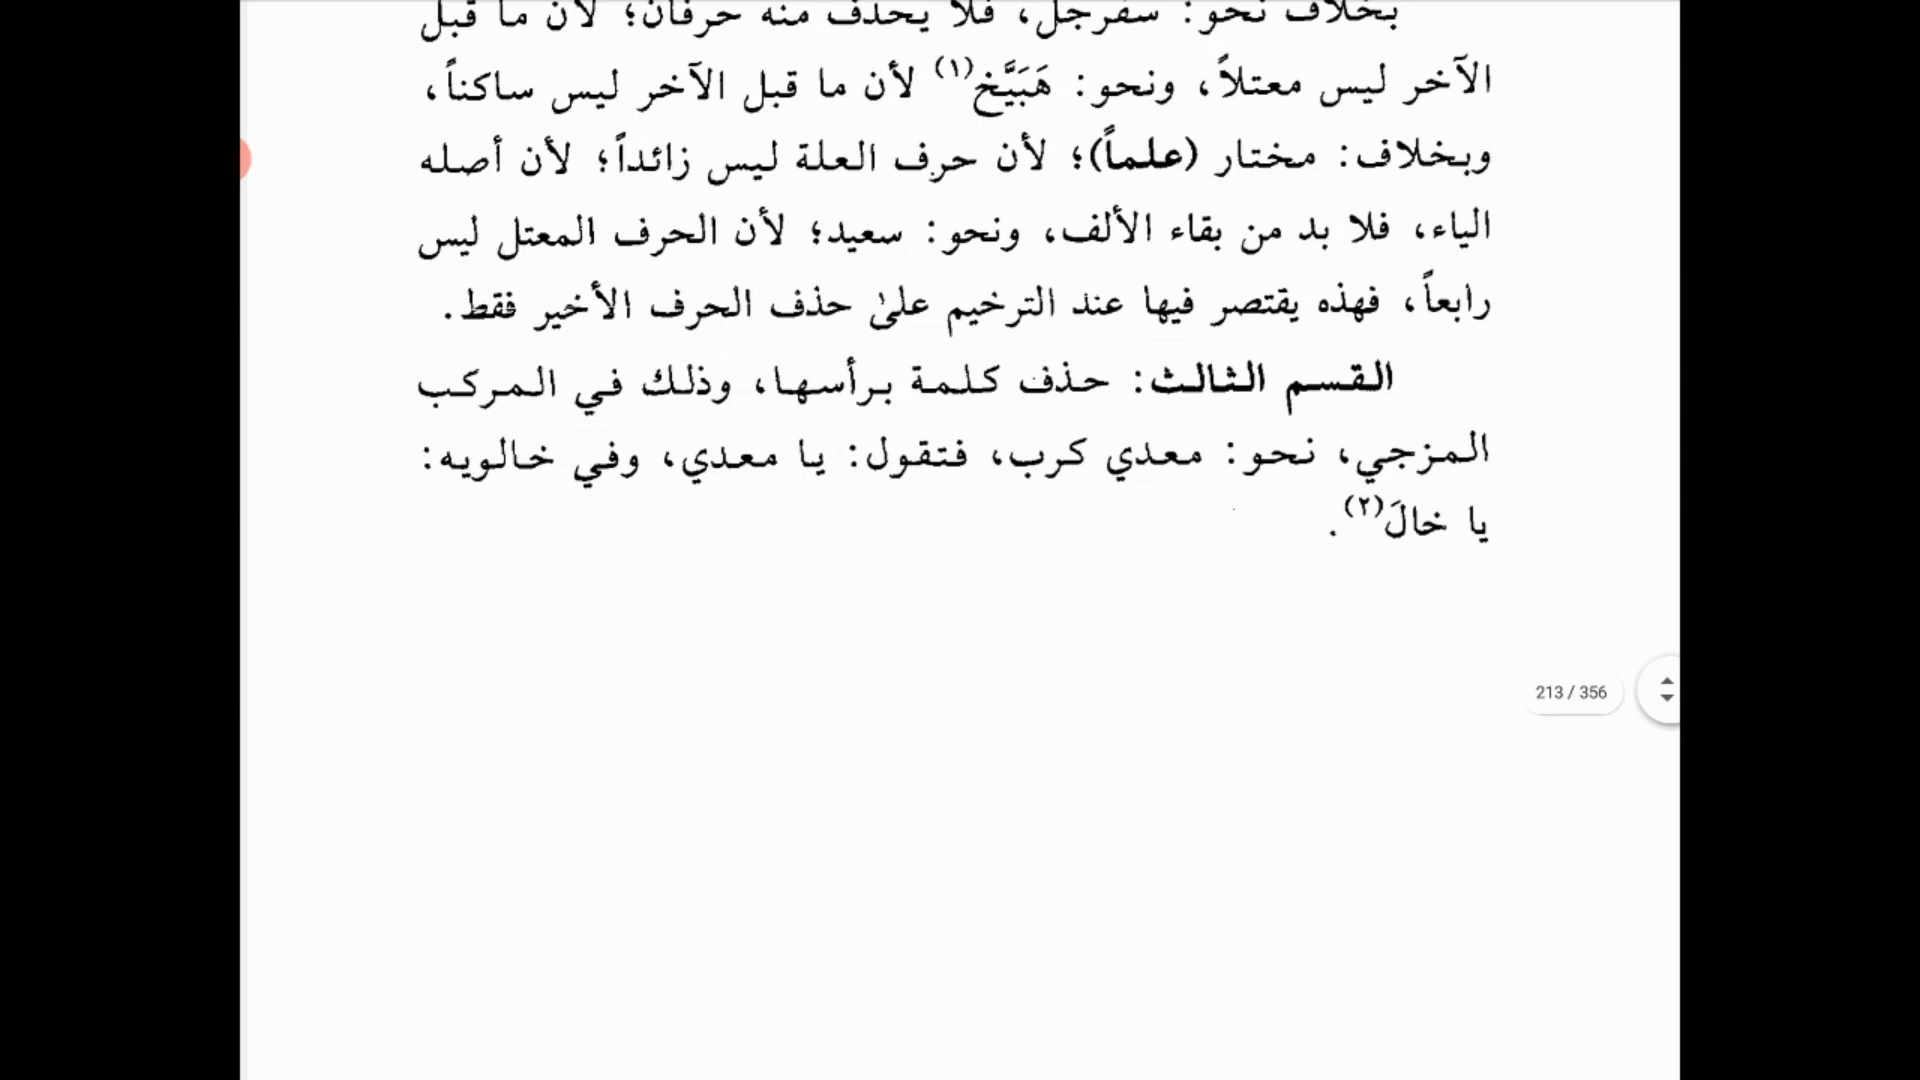 بخلاف نحو: سفرجل، فلا يحذف منه حرفان؛ لأن ما قبل
الآخر ليس معتلاً، ونحو: هَبَيَّخ(١) لأن ما قبل الآخر ليس ساكناً،
وبخلاف: مختار (علماً)؛ لأن حرف العلة ليس زائداً؛ لأن أصله
الياء، فلا بد من بقاء الألف، ونحو: سعيد؛ لأن الحرف المعتل ليس
رابعاً، فهذه يقتصر فيها عند الترخيم علىٰ حذف الحرف الأخير فقط.
القسم الثالث: حذف كلمة برأسها، وذلك في المركب
المزجي، نحو: معدي كرب، فتقول: يا معدي، وفي خالويه:
يا خالَ(٢).
213 / 356